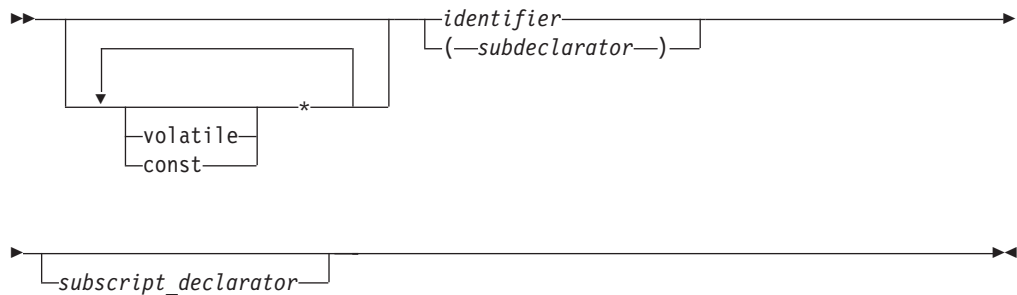 identifier
( subdeclarator )
*
volatile
const
subscript_declarator